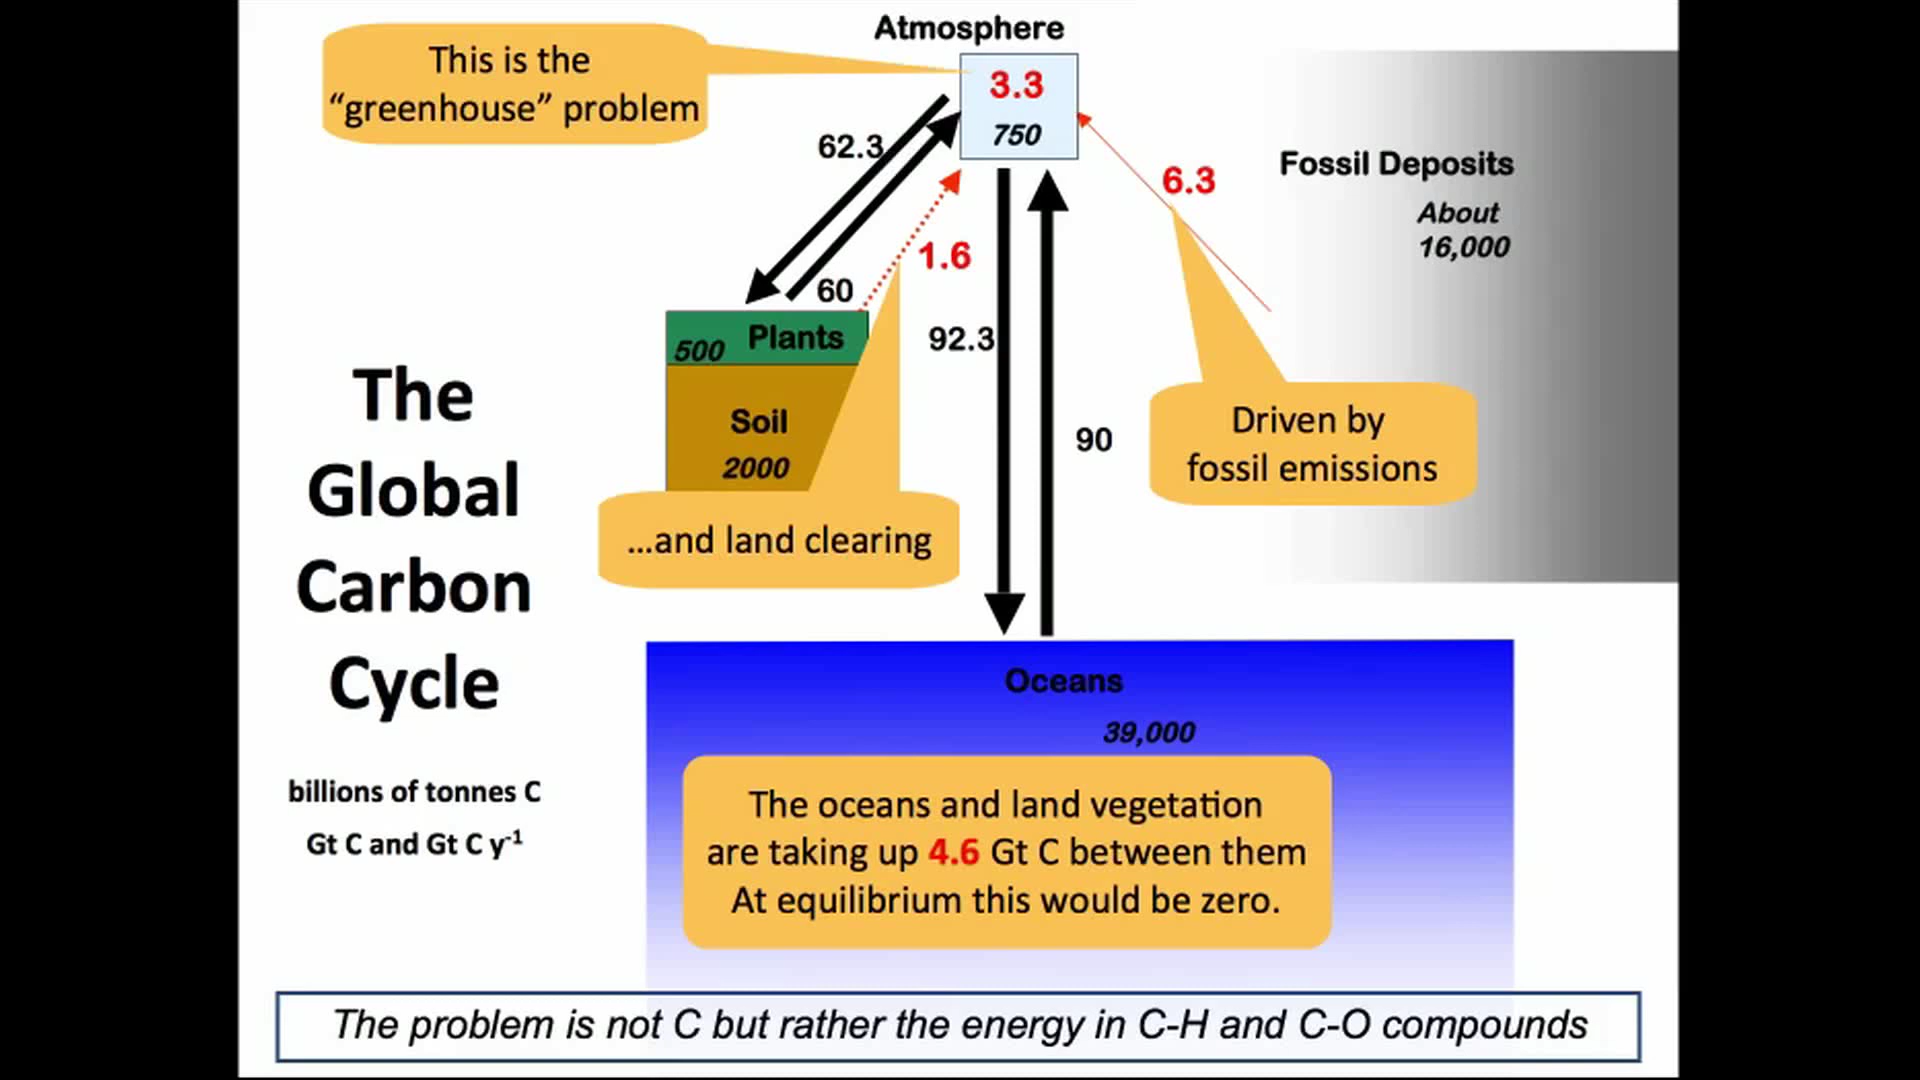 Atmosphere
This is the
“greenhouse” problem
3.3
750
62.3
6.3
Fossil Deposits
About
16,000
1.6
60
92.3
500 Plants
Soil
2000
90
Driven by
fossil emissions
...and land clearing
The
Global
Carbon
Cycle
billions of tonnes C
Gt C and Gt C y-1
Oceans
39,000
The oceans and land vegetation
are taking up 4.6 Gt C between them
At equilibrium this would be zero.
The problem is not C but rather the energy in C-H and C-O compounds